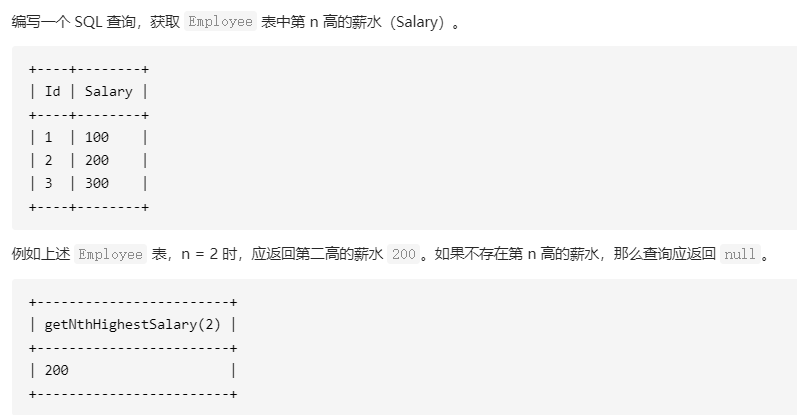 编写一个 SQL 查询，获取 Employee 表中第 n 高的薪水（Salary）。
+----+--------+
| Id | Salary |
+----+--------+
| 1  | 100    |
| 2  | 200    |
| 3  | 300    |
+----+--------+
例如上述 Employee 表，n = 2 时，应返回第二高的薪水 200。如果不存在第 n 高的薪水，那么查询应返回 null。
+------------------------+
| getNthHighestSalary(2) |
+------------------------+
| 200                    |
+------------------------+